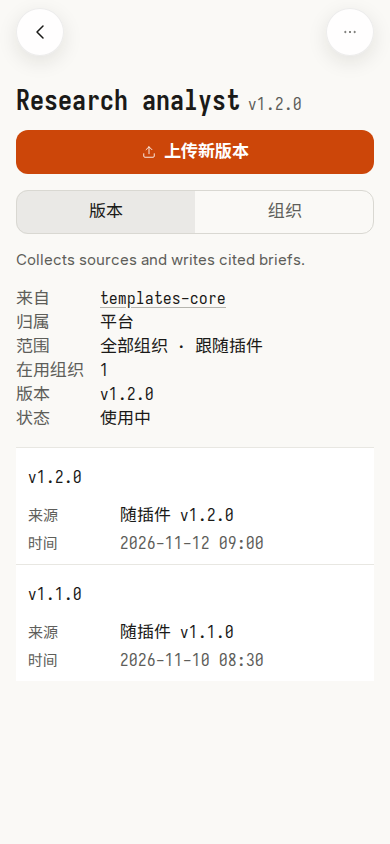 Research analyst v1.2.0
上传新版本
版本 组织
Collects sources and writes cited briefs.
来自 templates-core
归属 平台
范围 全部组织 · 跟随插件
在用组织 1
版本 v1.2.0
状态 使用中
v1.2.0
来源 随插件 v1.2.0
时间 2026-11-12 09:00
v1.1.0
来源 随插件 v1.1.0
时间 2026-11-10 08:30